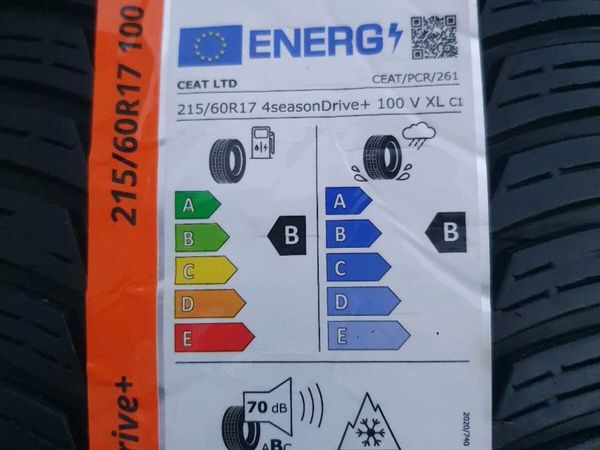 215/60R17 100
rive+
ENERG
CEAT LTD
CEAT/PCR/261
215/60R17 4seasonDrive+ 100 V XL C1
A
B
C
D
E
B
A
B
C
D
E
B
70 dB
ABC
2020/740